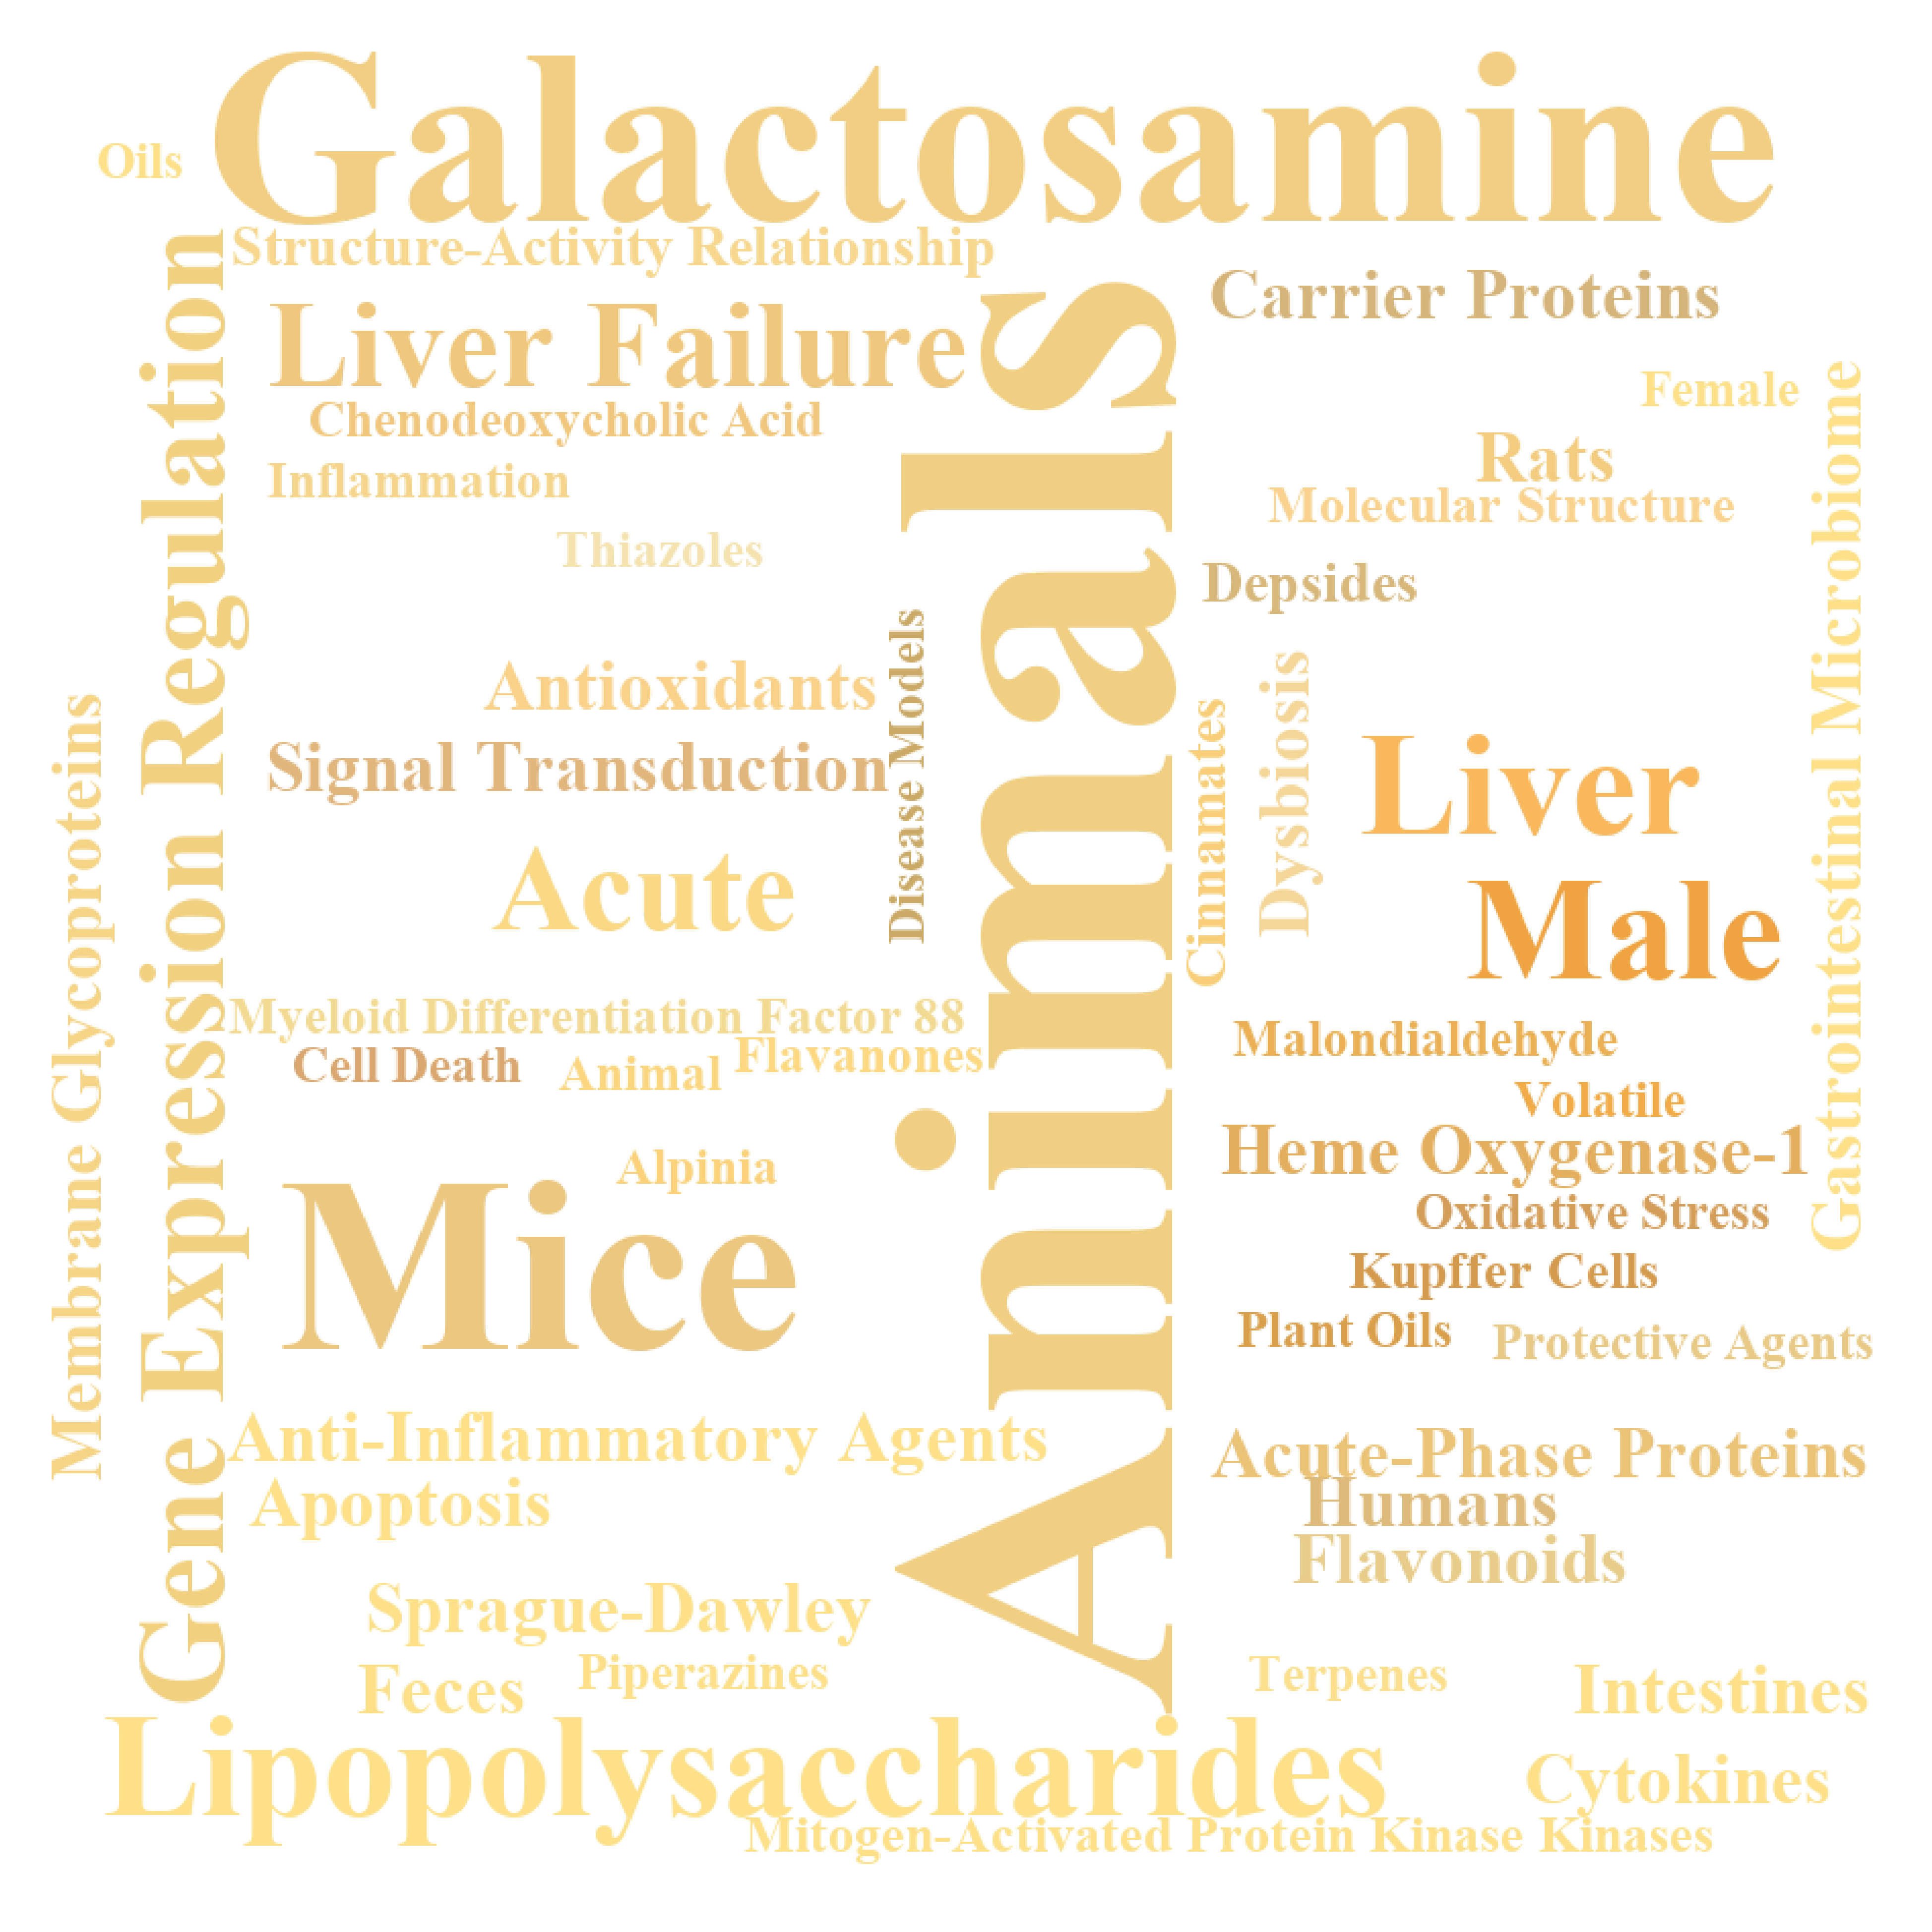 Galactosamine
Oils
Structure-Activity Relationship
Carrier Proteins
Liver Failure
Female
Chenodeoxycholic Acid
Rats
Inflammation
Molecular Structure
Thiazoles
Depsides
Gene Expression Regulation
Animals
Gastrointestinal Microbiome
Antioxidants
Disease Models
Dysbiosis
Cinnamates
Membrane Glycoproteins
Signal Transduction
Liver
Acute
Male
Myeloid Differentiation Factor 88
Malondialdehyde
Cell Death
Animal
Flavanones
Volatile
Alpinia
Heme Oxygenase-1
Mice
Oxidative Stress
Kupffer Cells
Plant Oils
Protective Agents
Anti-Inflammatory Agents
Acute-Phase Proteins
Apoptosis
Humans
Flavonoids
Sprague-Dawley
Feces
Piperazines
Terpenes
Intestines
Lipopolysaccharides
Cytokines
Mitogen-Activated Protein Kinase Kinases